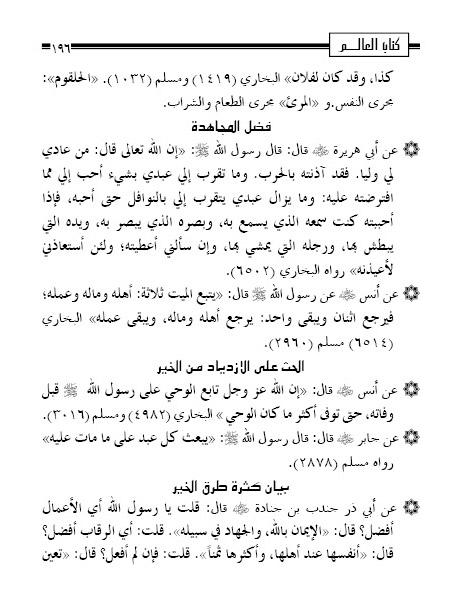 كتاب العالم
١٩٦
كذا، وقد كان لفلان» البخاري (١٤١٩) ومسلم (١٠٣٢). «الحلقوم»:
مجرى النفس.و «المرئ» مجرى الطعام والشراب.
فضل المجاهدة
عن أبي هريرة ﷺ قال: قال رسول الله ﷺ: «إن الله تعالى قال: من عادي
لي وليا. فقد آذنته بالحرب. وما تقرب إلي عبدي بشيء أحب إلي مما
افترضته عليه: وما يزال عبدي يتقرب إلي بالنوافل حتى أحبه، فإذا
أحببته كنت سمعه الذي يسمع به، وبصره الذي يبصر به، ويده التي
يبطش بها، ورجله التي يمشي بها، وإن سألني أعطيته؛ ولئن استعاذني
لأعيذنه» رواه البخاري (٦٥٠٢).
عن أنس ﷺ عن رسول الله ﷺ قال: «يتبع الميت ثلاثة: أهله وماله وعمله؛
فيرجع اثنان ويبقى واحد: يرجع أهله وماله، ويبقى عمله» البخاري
(٦٥١٤) مسلم (٢٩٦٠).
الحث على الازدياد من الخير
عن أنس ﷺ قال: «إن الله عز وجل تابع الوحي على رسول الله ﷺ قبل
وفاته، حتى توفى أكثر ما كان الوحي» البخاري (٤٩٨٢) ومسلم (٣٠١٦).
عن جابر ﷺ قال: قال رسول الله ﷺ: «يبعث كل عبد على ما مات عليه»
رواه مسلم (٢٨٧٨).
بيان كثرة طرق الخير
عن أبي ذر جندب بن جنادة ﷺ قال: قلت يا رسول الله أي الأعمال
أفضل؟ قال: «الإيمان بالله، والجهاد في سبيله». قلت: أي الرقاب أفضل؟
قال: «أنفسها عند أهلها، وأكثرها ثمناً». قلت: فإن لم أفعل؟ قال: «تعين